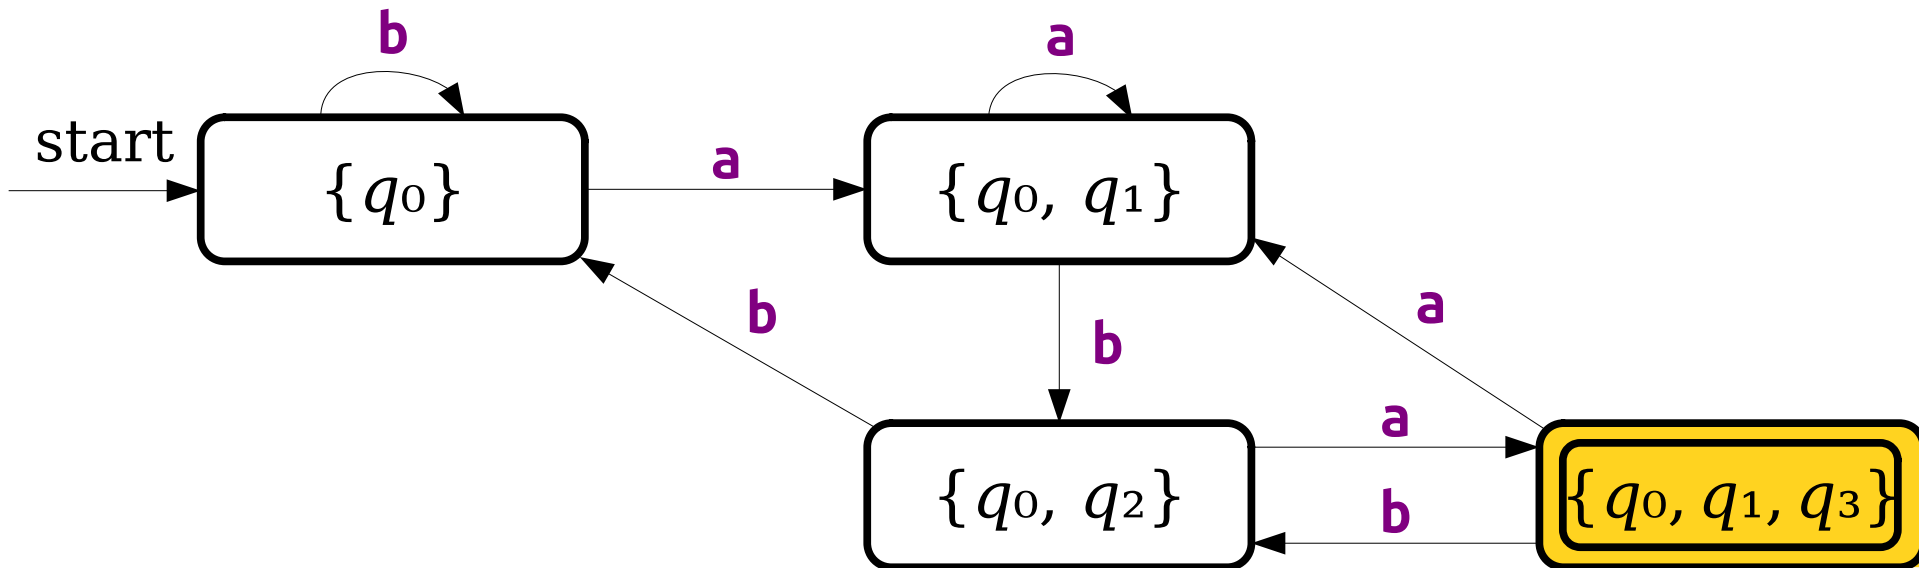 b
a
start
{q₀}
a
{q₀, q₁}
b
b
a
{q₀, q₂}
a
b
{q₀, q₁, q₃}